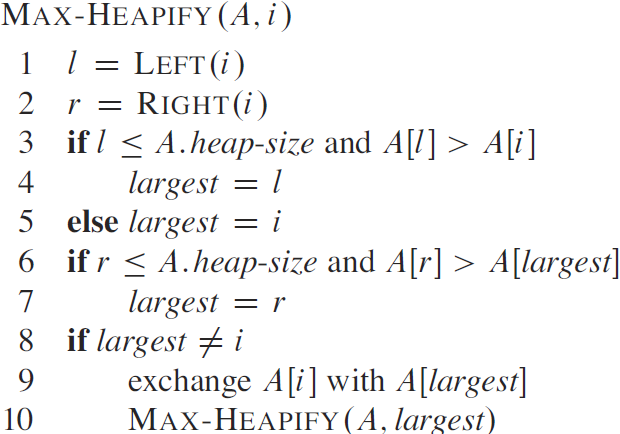 MAX-HEAPIFY(A, i)
1 l = LEFT(i)
2 r = RIGHT(i)
3 if l ≤ A.heap-size and A[l] > A[i]
4 largest = l
5 else largest = i
6 if r ≤ A.heap-size and A[r] > A[largest]
7 largest = r
8 if largest ≠ i
9 exchange A[i] with A[largest]
10 MAX-HEAPIFY(A, largest)